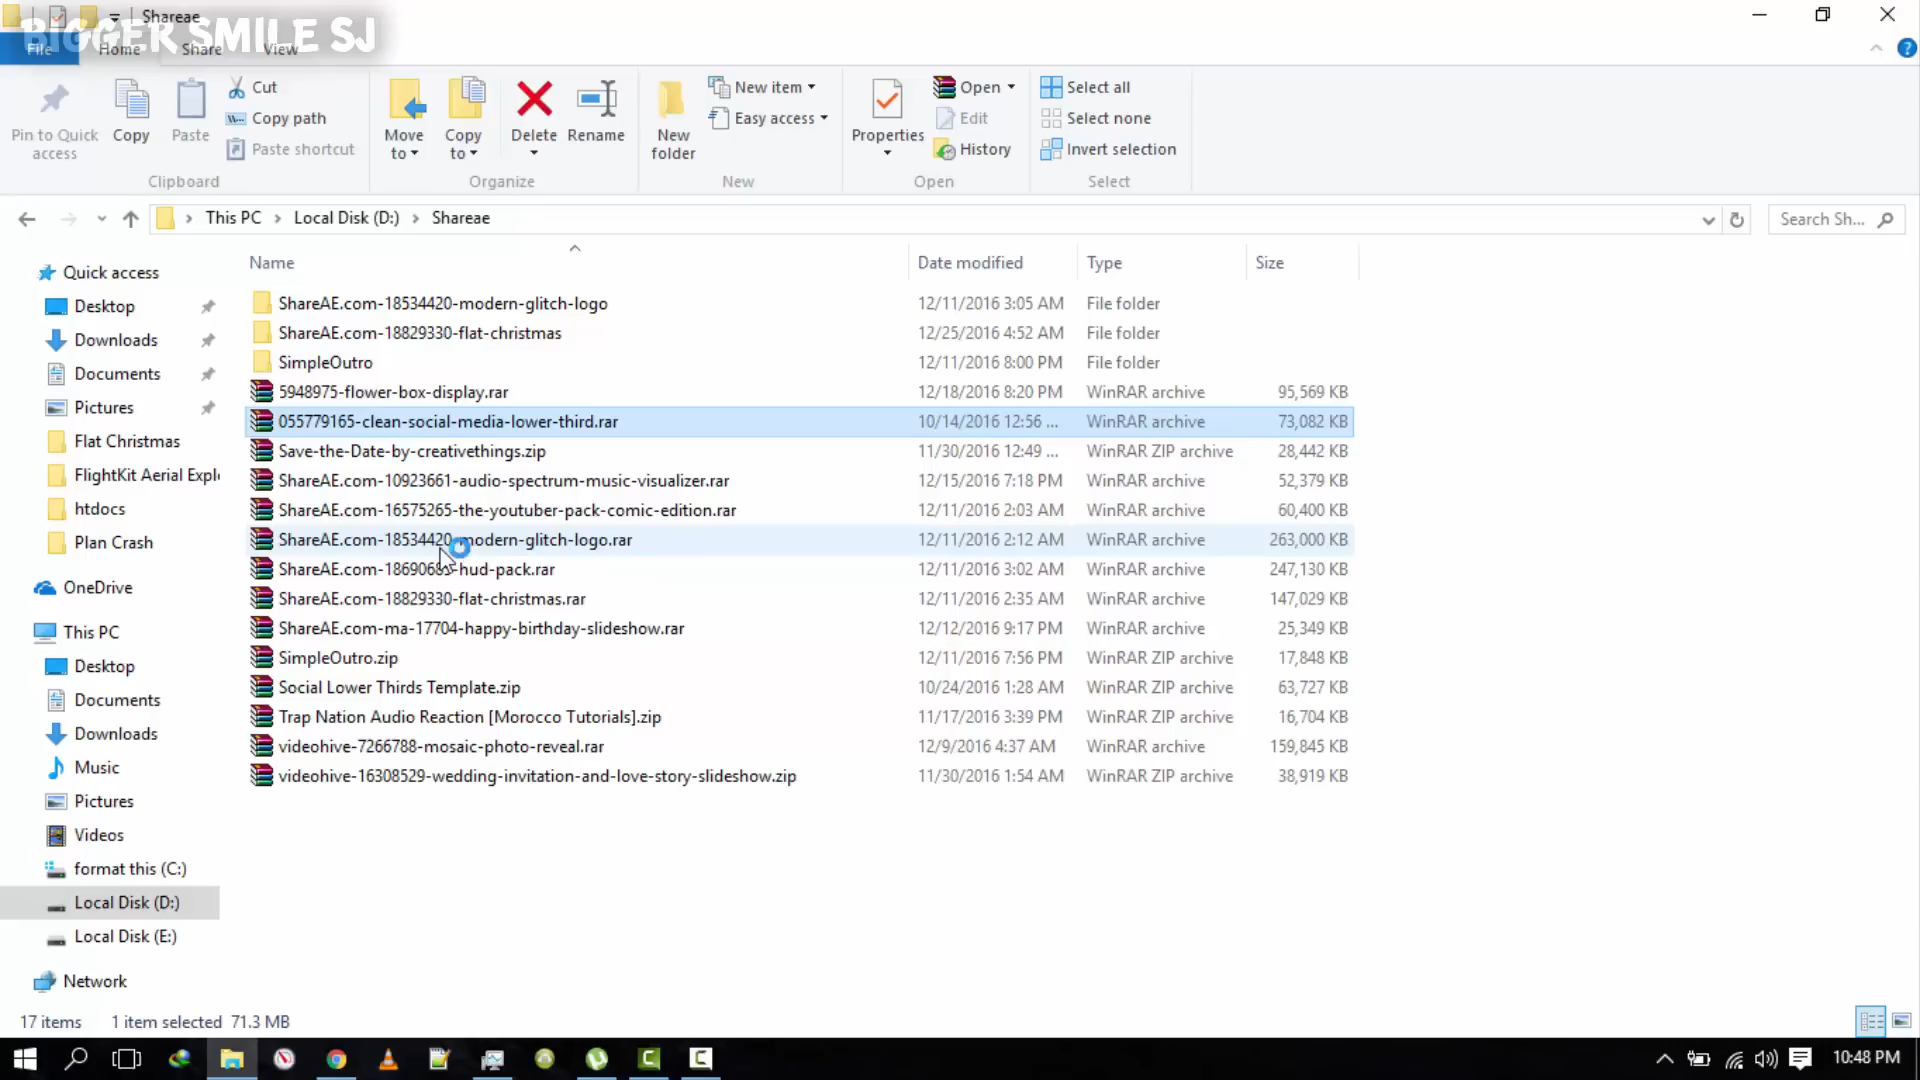 Shareae
BIGGER SMILE SJ
File Home Share View
Pin to Quick access
Copy
Paste
Cut
Copy path
Paste shortcut
Clipboard
Move to
Copy to
Delete
Rename
Organize
New folder
New item
Easy access
New
Properties
Open
Edit
History
Open
Select all
Select none
Invert selection
Select
This PC Local Disk (D:) Shareae
Search Sh...
Name Date modified Type Size
ShareAE.com-18534420-modern-glitch-logo 12/11/2016 3:05 AM File folder
ShareAE.com-18829330-flat-christmas 12/25/2016 4:52 AM File folder
SimpleOutro 12/11/2016 8:00 PM File folder
5948975-flower-box-display.rar 12/18/2016 8:20 PM WinRAR archive 95,569 KB
055779165-clean-social-media-lower-third.rar 10/14/2016 12:56 ... WinRAR archive 73,082 KB
Save-the-Date-by-creativethings.zip 11/30/2016 12:49 ... WinRAR ZIP archive 28,442 KB
ShareAE.com-10923661-audio-spectrum-music-visualizer.rar 12/15/2016 7:18 PM WinRAR archive 52,379 KB
ShareAE.com-16575265-the-youtuber-pack-comic-edition.rar 12/11/2016 2:03 AM WinRAR archive 60,400 KB
ShareAE.com-18534420-modern-glitch-logo.rar 12/11/2016 2:12 AM WinRAR archive 263,000 KB
ShareAE.com-18690685-hud-pack.rar 12/11/2016 3:02 AM WinRAR archive 247,130 KB
ShareAE.com-18829330-flat-christmas.rar 12/11/2016 2:35 AM WinRAR archive 147,029 KB
ShareAE.com-ma-17704-happy-birthday-slideshow.rar 12/12/2016 9:17 PM WinRAR archive 25,349 KB
SimpleOutro.zip 12/11/2016 7:56 PM WinRAR ZIP archive 17,848 KB
Social Lower Thirds Template.zip 10/24/2016 1:28 AM WinRAR ZIP archive 63,727 KB
Trap Nation Audio Reaction [Morocco Tutorials].zip 11/17/2016 3:39 PM WinRAR ZIP archive 16,704 KB
videohive-7266788-mosaic-photo-reveal.rar 12/9/2016 4:37 AM WinRAR archive 159,845 KB
videohive-16308529-wedding-invitation-and-love-story-slideshow.zip 11/30/2016 1:54 AM WinRAR ZIP archive 38,919 KB
Quick access
Desktop
Downloads
Documents
Pictures
Flat Christmas
FlightKit Aerial Expl
htdocs
Plan Crash
OneDrive
This PC
Desktop
Documents
Downloads
Music
Pictures
Videos
format this (C:)
Local Disk (D:)
Local Disk (E:)
Network
17 items 1 item selected 71.3 MB
10:48 PM